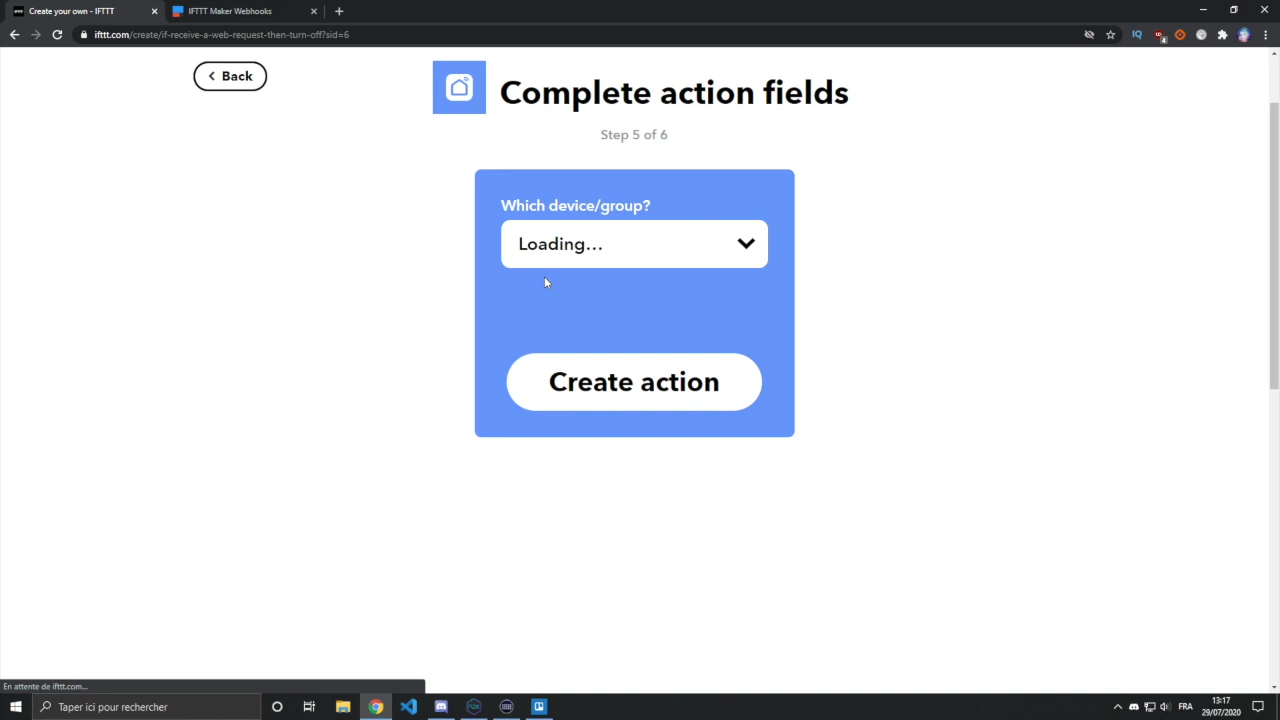 Create your own - IFTTT
IFTTT Maker Webhooks
ifttt.com/create/if-receive-a-web-request-then-turn-off?sid=6
Back
Complete action fields
Step 5 of 6
Which device/group?
Loading...
Create action
En attente de ifttt.com...
Taper ici pour rechercher
FRA
13:17
29/07/2020